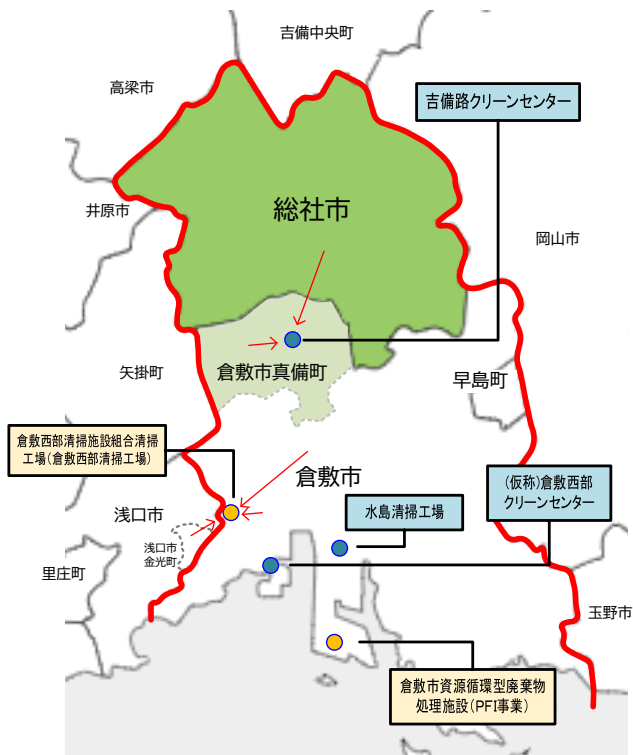 吉備中央町
高梁市
吉備路クリーンセンター
井原市
総社市
岡山市
矢掛町
倉敷市真備町
早島町
倉敷西部清掃施設組合清掃
工場(倉敷西部清掃工場)
倉敷市
(仮称)倉敷西部
クリーンセンター
浅口市
水島清掃工場
浅口市
金光町
里庄町
玉野市
倉敷市資源循環型廃棄物
処理施設(PFI事業)